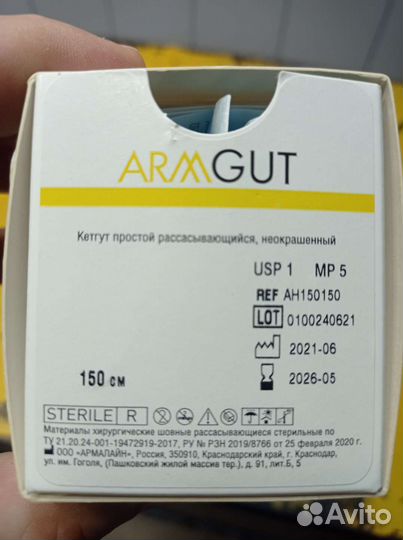 ARMGUT
Кетгут простой рассасывающийся, неокрашенный
USP 1 MP 5
REF АН150150
LOT 0100240621
2021-06
150 см
2026-05
STERILE R
Материалы хирургические шовные рассасывающиеся стерильные по
ТУ 21.20.24-001-19472919-2017, РУ № РЗН 2019/8766 от 25 февраля 2020 г.
ООО «АРМАЛАЙН», Россия, 350910, Краснодарский край, г. Краснодар,
ул. им. Гоголя, (Пашковский жилой массив тер.), д. 91, лит.Б, 5
Avito